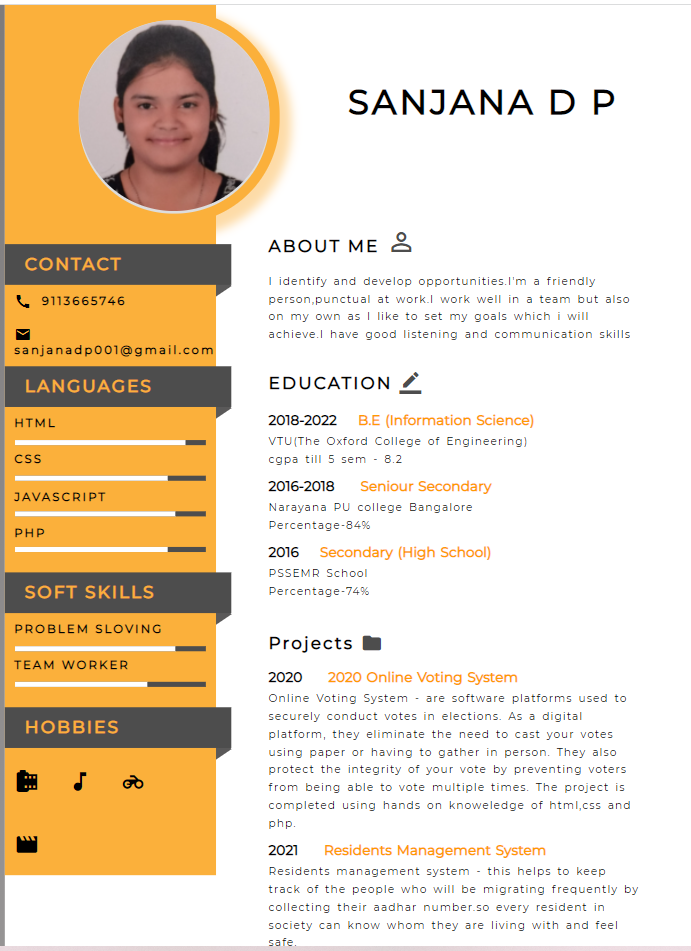 SANJANA D P
CONTACT
9113665746
sanjanadp001@gmail.com
LANGUAGES
HTML
CSS
JAVASCRIPT
PHP
SOFT SKILLS
PROBLEM SLOVING
TEAM WORKER
HOBBIES
ABOUT ME
I identify and develop opportunities.I'm a friendly
person,punctual at work.I work well in a team but also
on my own as I like to set my goals which i will
achieve.I have good listening and communication skills
EDUCATION
2018-2022 B.E (Information Science)
VTU(The Oxford College of Engineering)
cgpa till 5 sem - 8.2
2016-2018 Seniour Secondary
Narayana PU college Bangalore
Percentage-84%
2016 Secondary (High School)
PSSEMR School
Percentage-74%
Projects
2020 2020 Online Voting System
Online Voting System - are software platforms used to
securely conduct votes in elections. As a digital
platform, they eliminate the need to cast your votes
using paper or having to gather in person. They also
protect the integrity of your vote by preventing voters
from being able to vote multiple times. The project is
completed using hands on knoweledge of html,css and
php.
2021 Residents Management System
Residents management system - this helps to keep
track of the people who will be migrating frequently by
collecting their aadhar number.so every resident in
society can know whom they are living with and feel
safe.